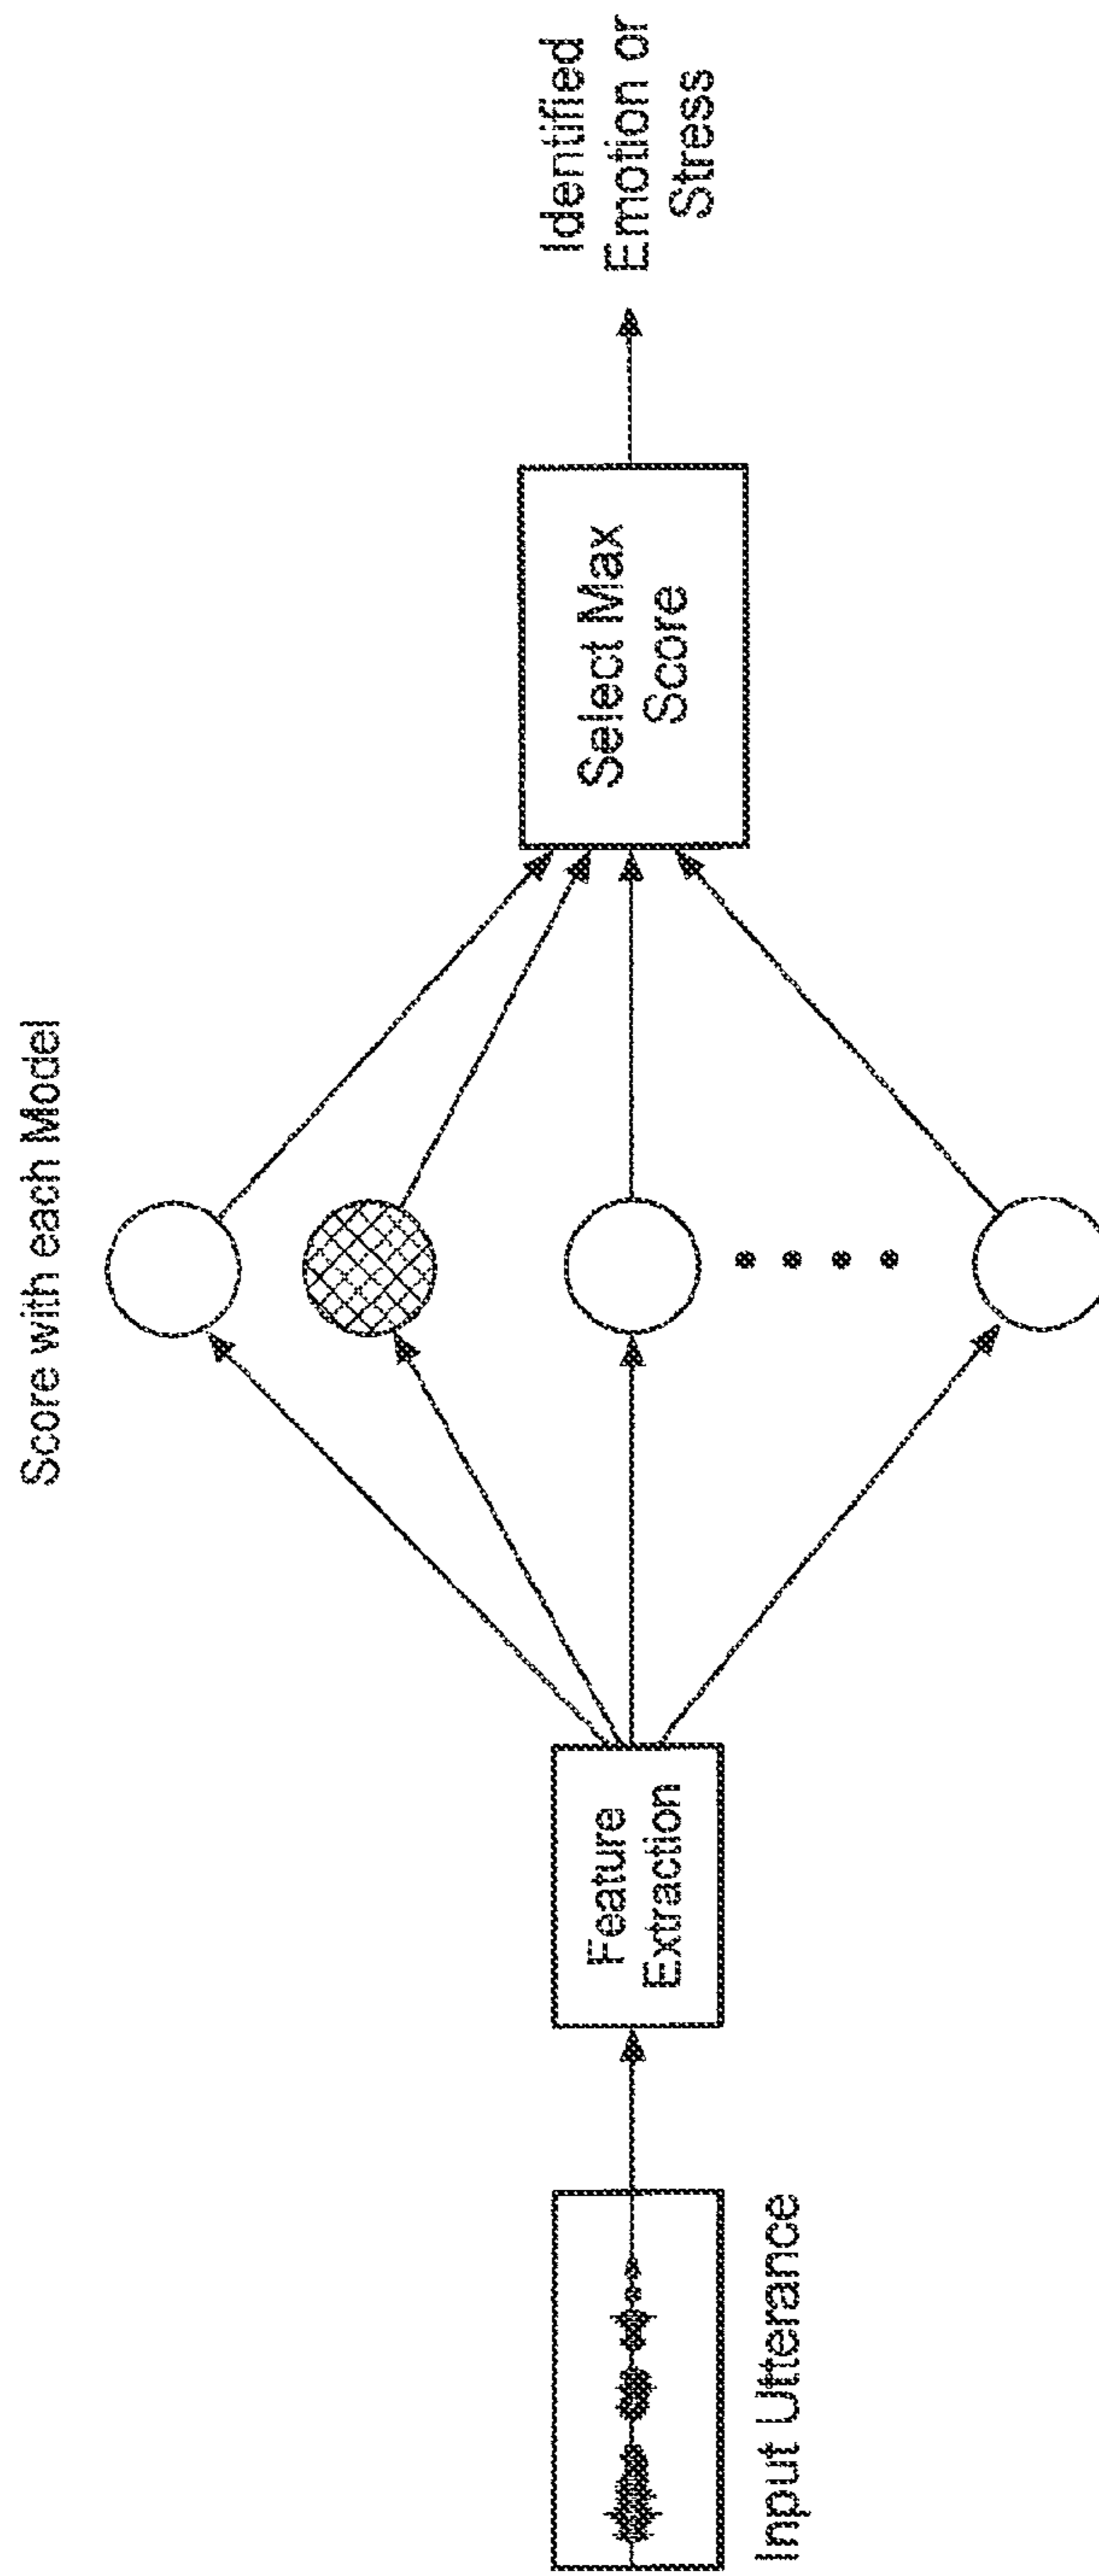 Score with each Model
Input Utterance
Feature
Extraction
Select Max
Score
Identified
Emotion or
Stress